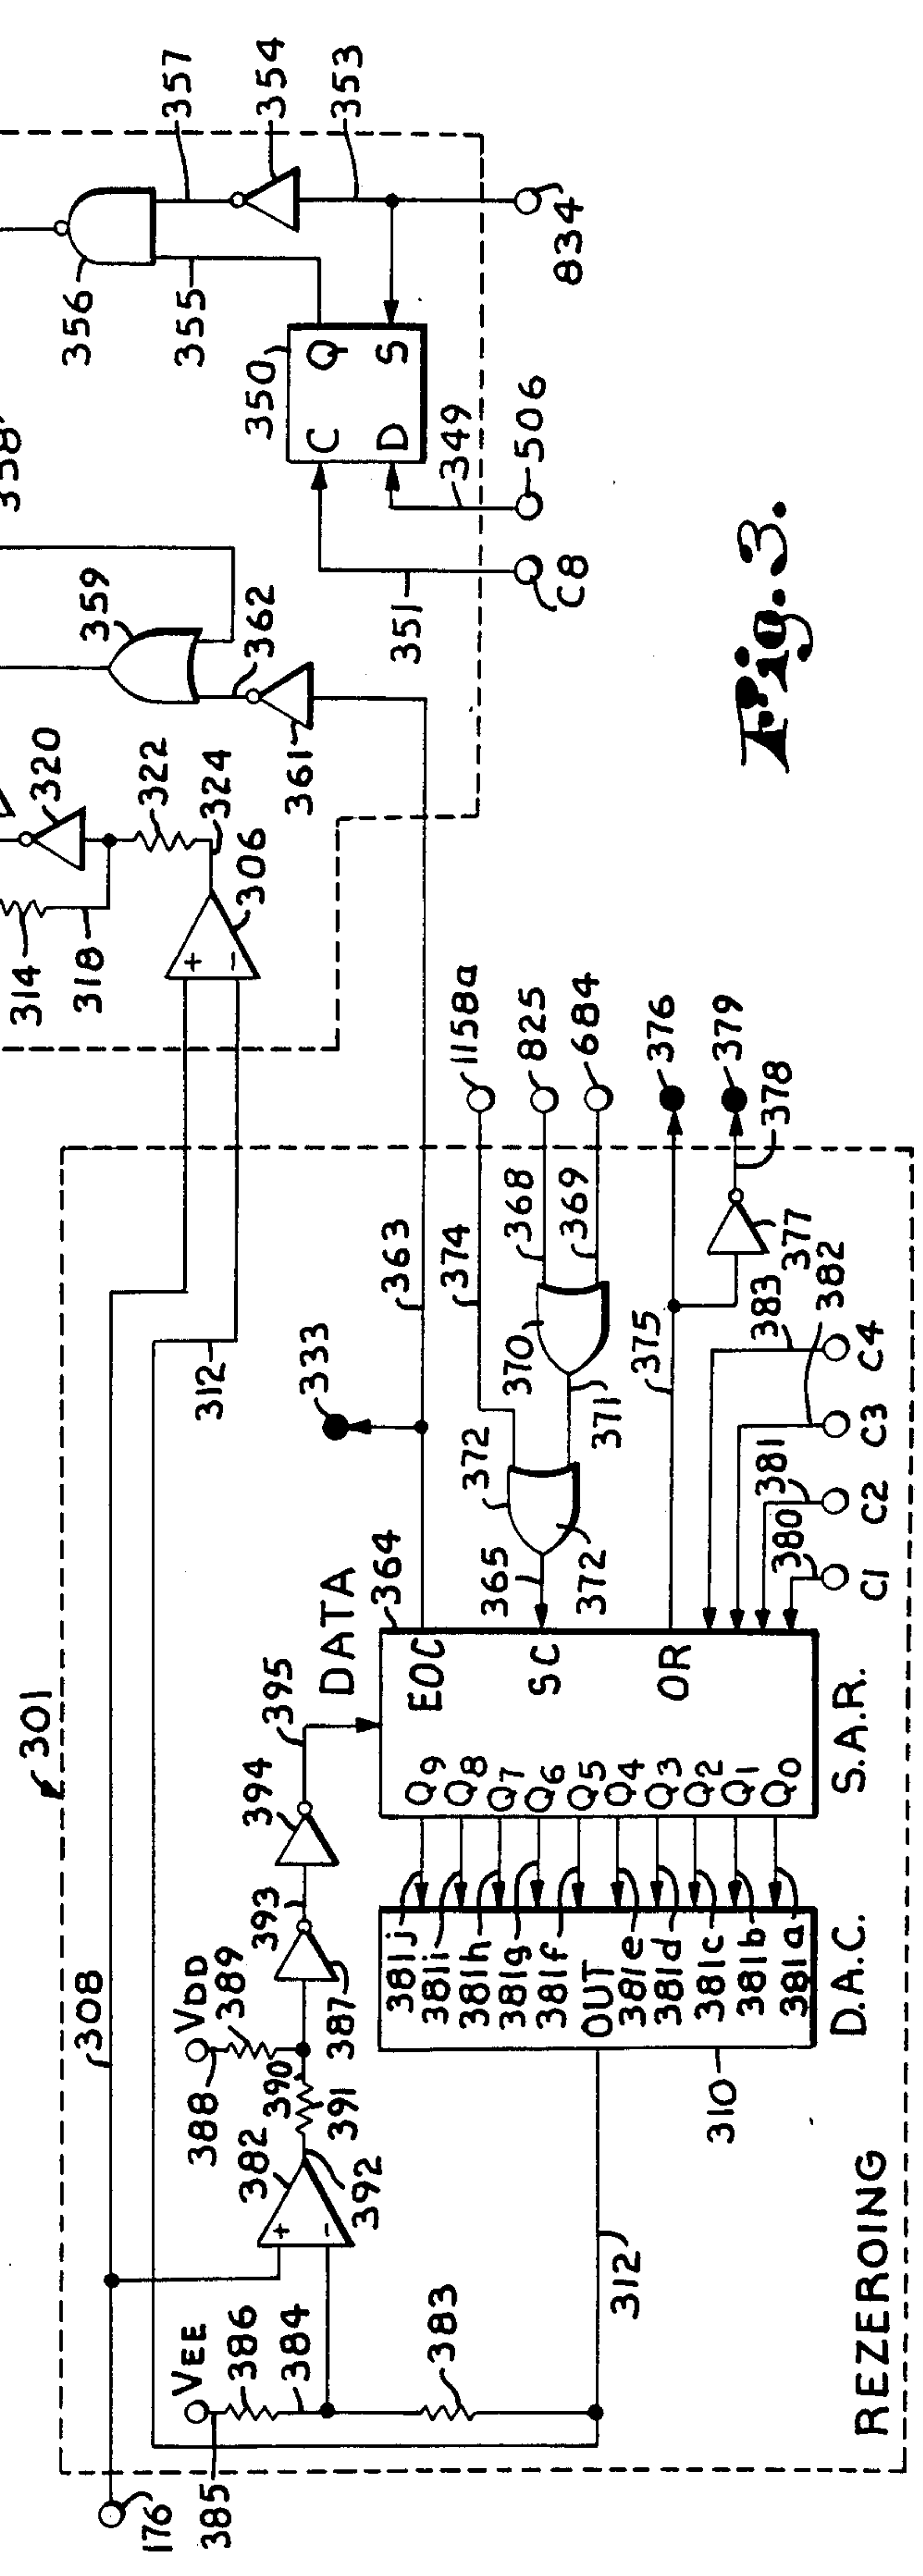 301
308
176
VEE
385
386
384
383
312
382
392
388
VDD
389
390
391
387
393
394
395
DATA
364
333
363
312
EOC
SC
OR
Q9
Q8
Q7
Q6
Q5
Q4
Q3
Q2
Q1
Q0
S.A.R.
381j
381i
381h
381g
381f
OUT
381e
381d
381c
381b
381a
D.A.C.
310
REZEROING
365
372
372
371
370
374
368
369
375
1158a
825
684
376
379
378
377
383
382
381
380
C1
C2
C3
C4
314
318
320
322
324
306
+
−
+
−
361
362
359
358
351
C8
349
506
350
C
Q
D
S
834
353
354
355
356
357
Fig. 3.